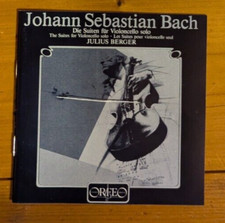 Johann Sebastian Bach
Die Suiten für Violoncello solo
The Suites for Violoncello solo · Les Suites pour violoncelle seul
JULIUS BERGER
ORFEO